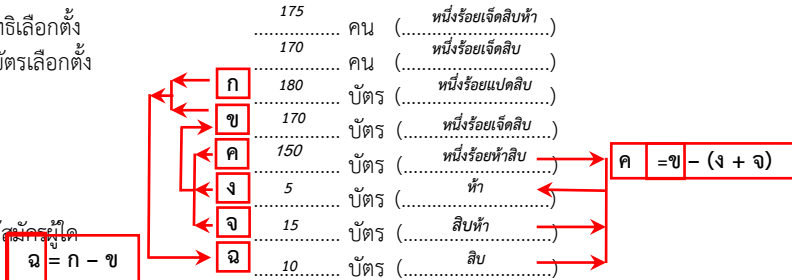 ทธิเลือกตั้ง 175 คน (หนึ่งร้อยเจ็ดสิบห้า)
บัตรเลือกตั้ง 170 คน (หนึ่งร้อยเจ็ดสิบ)
ก 180 บัตร (หนึ่งร้อยแปดสิบ)
ข 170 บัตร (หนึ่งร้อยเจ็ดสิบ)
ค 150 บัตร (หนึ่งร้อยห้าสิบ) ค =ข – (ง + จ)
ง 5 บัตร (ห้า)
สมัครผู้ใด จ 15 บัตร (สิบห้า)
ฉ = ก – ข ฉ 10 บัตร (สิบ)